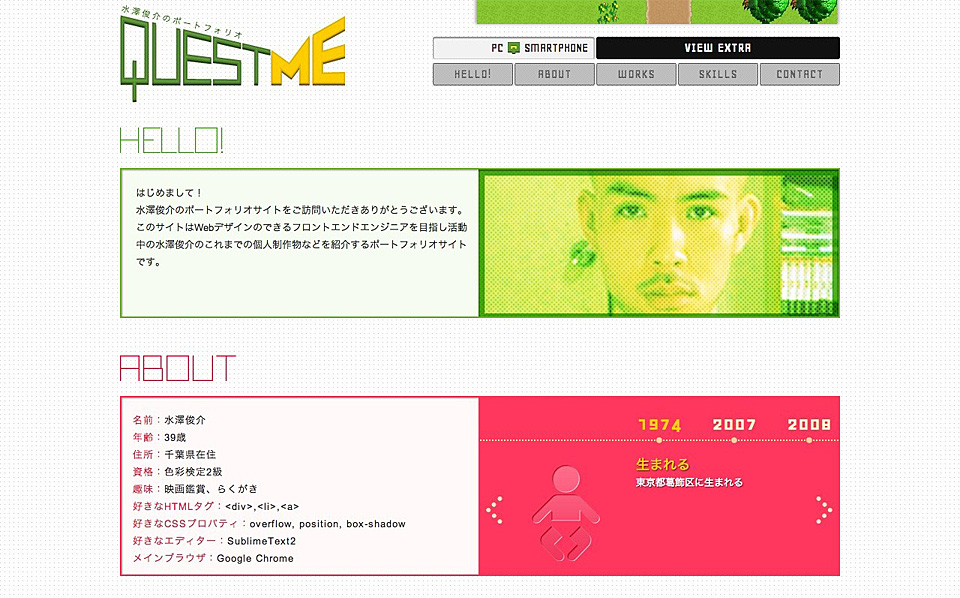 水澤俊介のポートフォリオ
QUEST ME
PC SMARTPHONE
VIEW EXTRA
HELLO!
ABOUT
WORKS
SKILLS
CONTACT
HELLO!
はじめまして！
水澤俊介のポートフォリオサイトをご訪問いただきありがとうございます。
このサイトはWebデザインのできるフロントエンドエンジニアを目指し活動
中の水澤俊介のこれまでの個人制作物などを紹介するポートフォリオサイト
です。
ABOUT
名前：水澤俊介
年齢：39歳
住所：千葉県在住
資格：色彩検定2級
趣味：映画鑑賞、らくがき
好きなHTMLタグ：<div>,<li>,<a>
好きなCSSプロパティ：overflow, position, box-shadow
好きなエディター：SublimeText2
メインブラウザ：Google Chrome
1974
2007
2008
生まれる
東京都葛飾区に生まれる